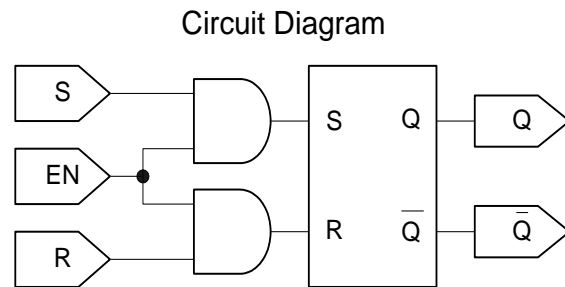 Circuit Diagram
S
S Q Q
EN
R Q̅ Q̅
R